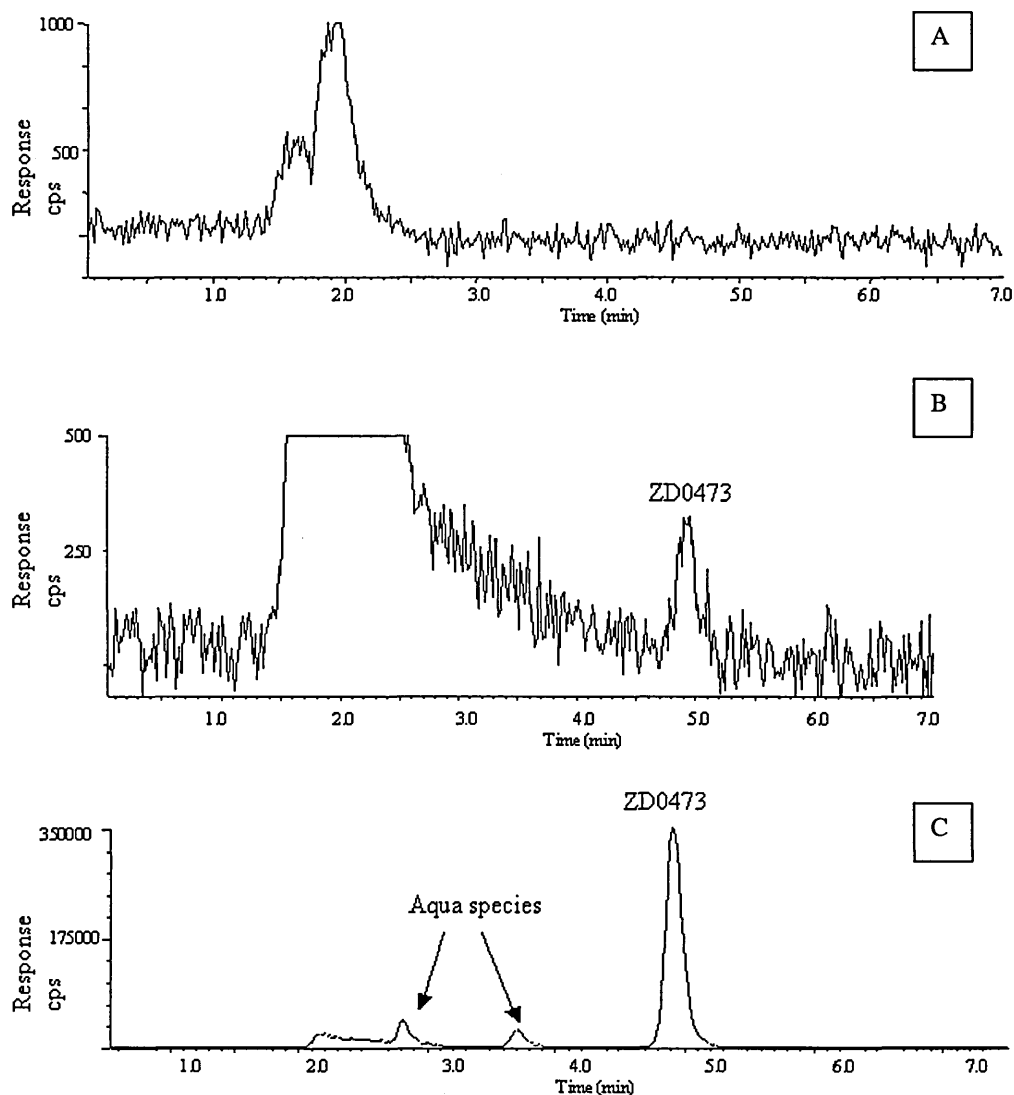 A
1000
500
Response
cps
1.0 2.0 3.0 4.0 5.0 6.0 7.0
Time (min)
B
500
250
Response
cps
ZD0473
1.0 2.0 3.0 4.0 5.0 6.0 7.0
Time (min)
C
ZD0473
350000
175000
Response
cps
Aqua species
1.0 2.0 3.0 4.0 5.0 6.0 7.0
Time (min)